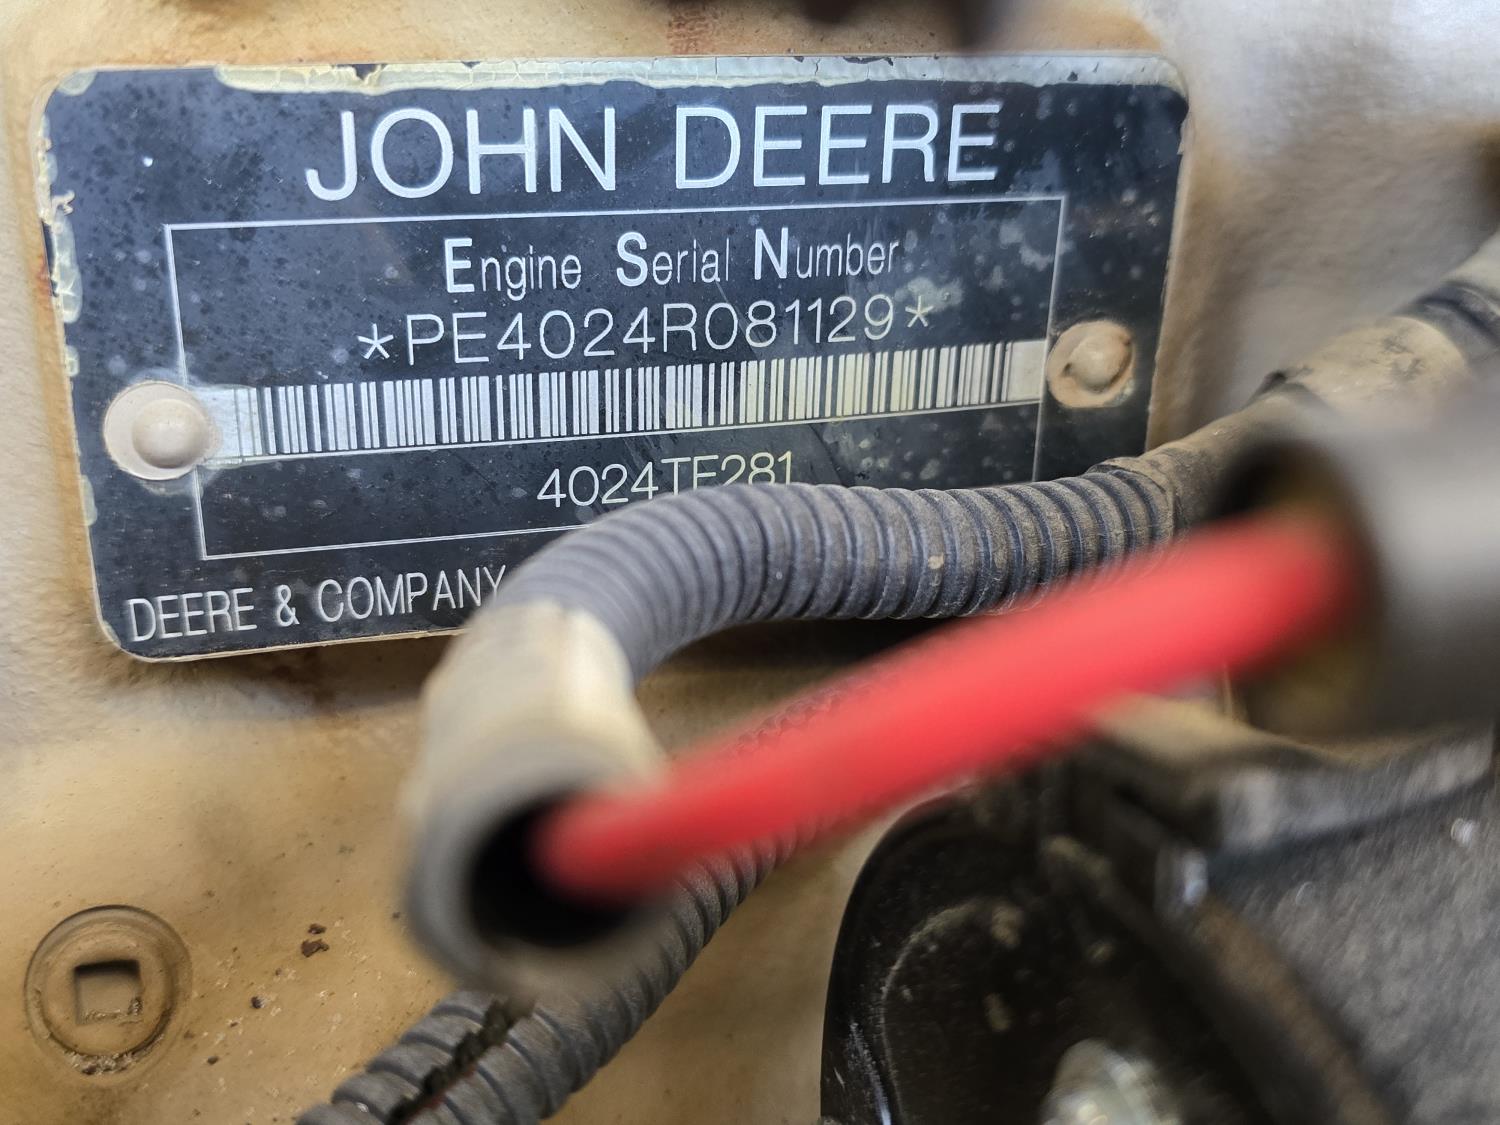 JOHN DEERE
Engine Serial Number
*PE4024R081129*
4024TF281
DEERE & COMPANY